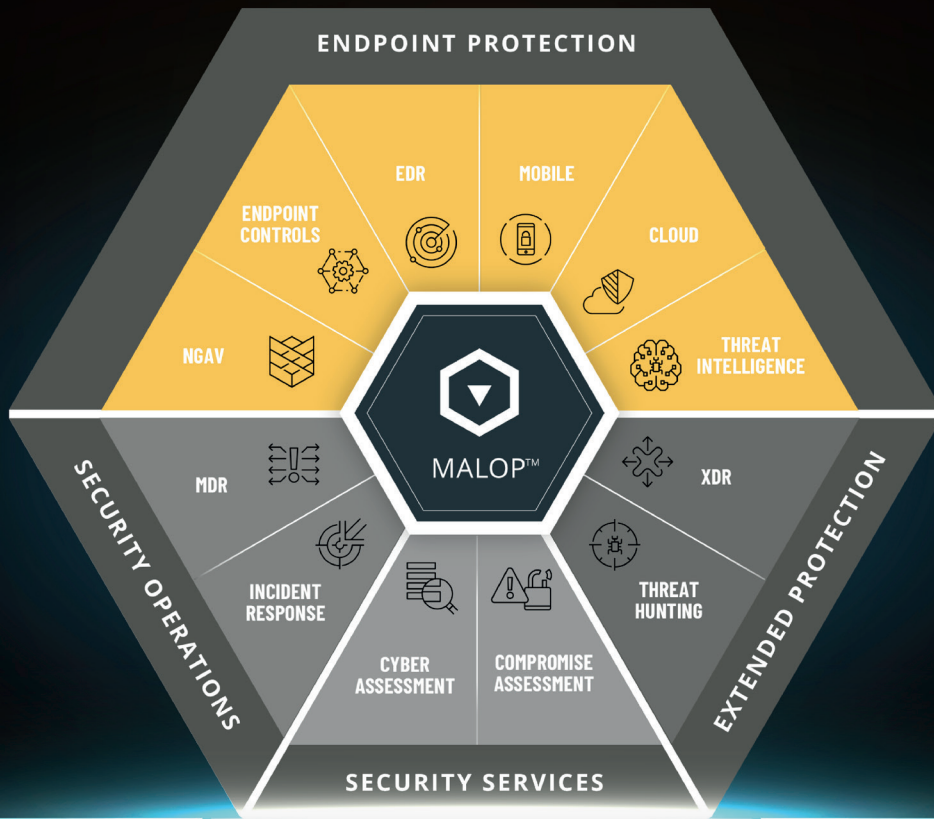 ENDPOINT PROTECTION
EDR
MOBILE
ENDPOINT
CONTROLS
CLOUD
NGAV
THREAT
INTELLIGENCE
MALOP™
MDR
XDR
INCIDENT
RESPONSE
THREAT
HUNTING
CYBER
ASSESSMENT
COMPROMISE
ASSESSMENT
SECURITY OPERATIONS
EXTENDED PROTECTION
SECURITY SERVICES